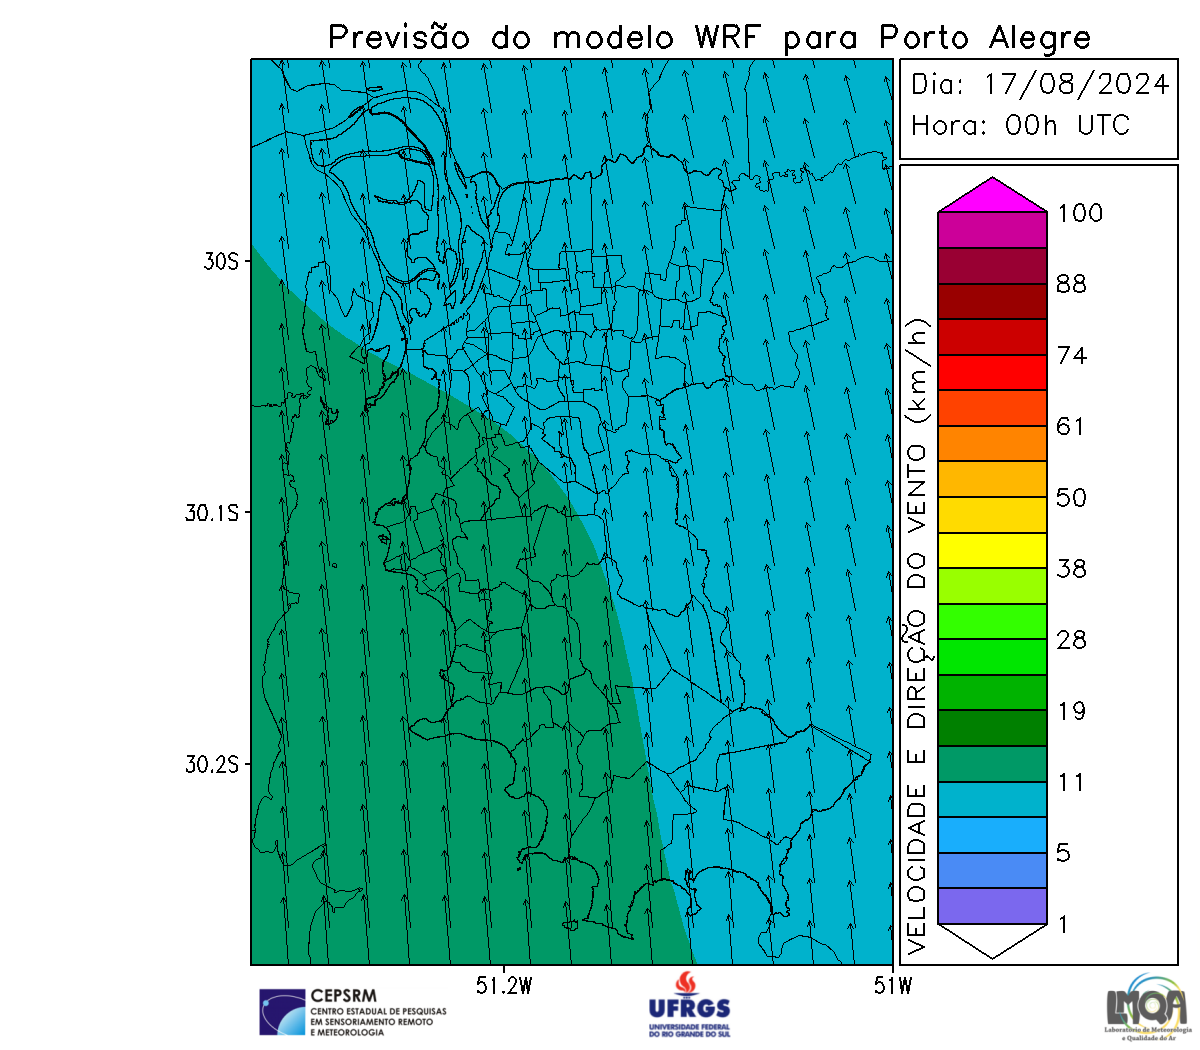 Previsão do modelo WRF para Porto Alegre
Dia: 17/08/2024
Hora: 00h UTC
30S
30.1S
30.2S
51.2W
51W
VELOCIDADE E DIREÇÃO DO VENTO (km/h)
100
88
74
61
50
38
28
19
11
5
1
CEPSRM
CENTRO ESTADUAL DE PESQUISAS
EM SENSORIAMENTO REMOTO
E METEOROLOGIA
UFRGS
UNIVERSIDADE FEDERAL
DO RIO GRANDE DO SUL
LMQA
Laboratório de Meteorologia
e Qualidade do Ar